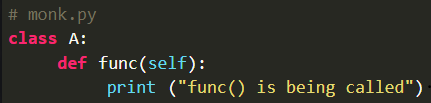 # monk.py
class A:
     def func(self):
          print ("func() is being called")